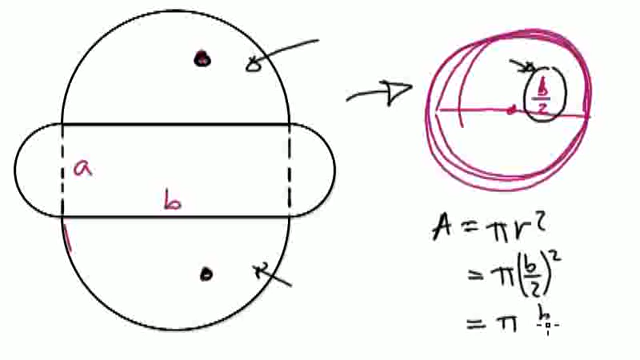 a
b
b/2
A = πr²
= π(b/2)²
= π b